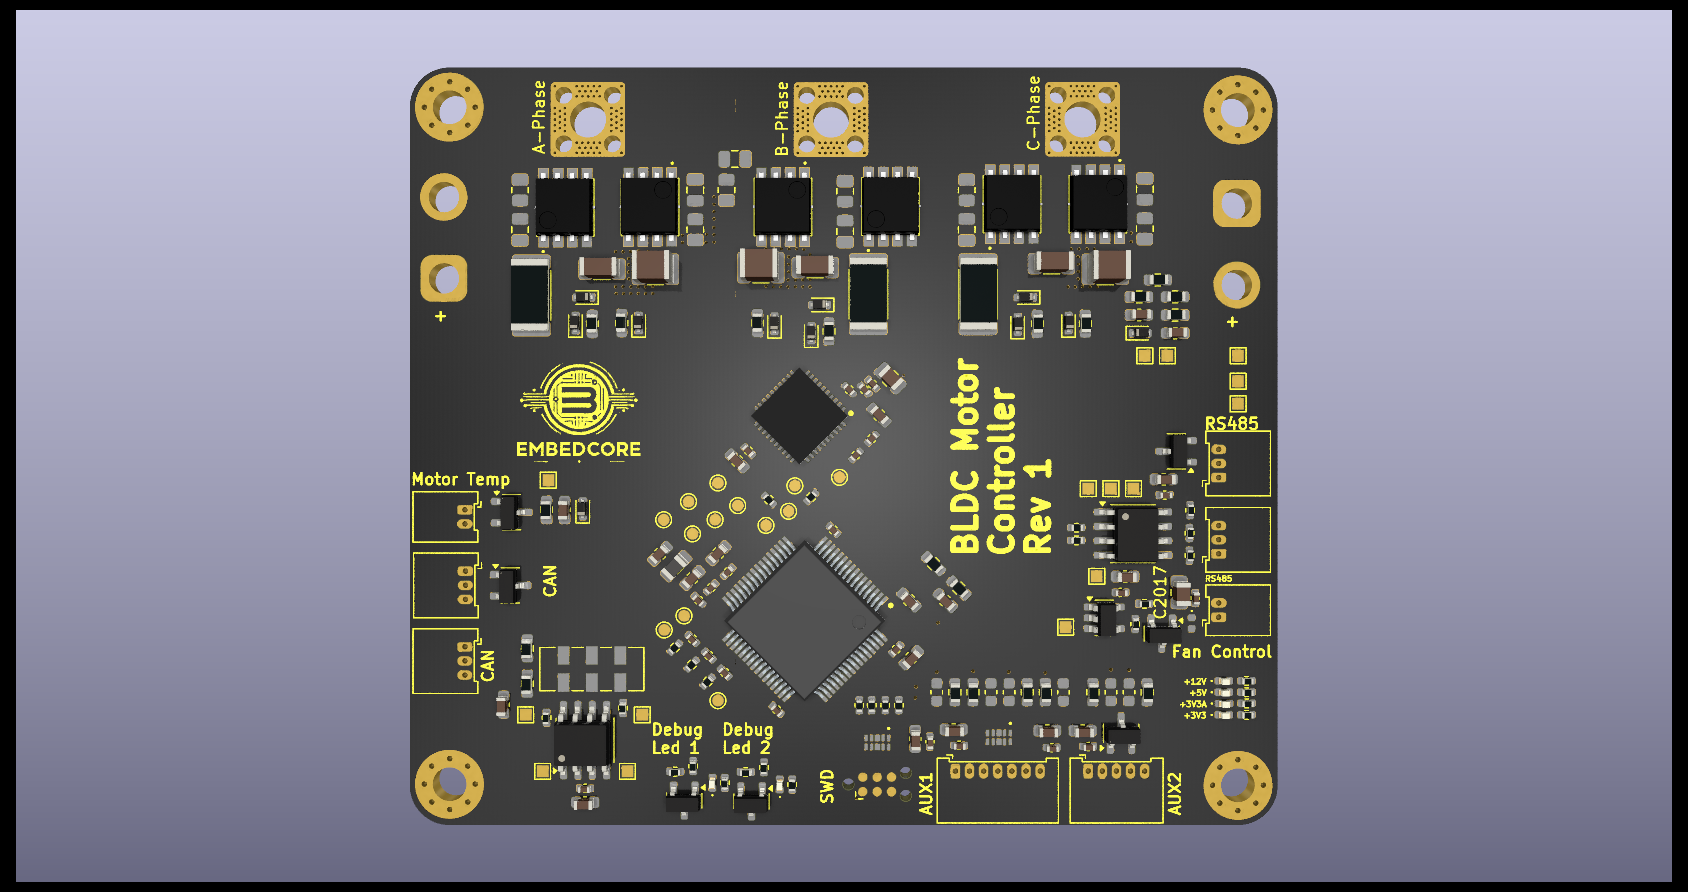 A-Phase
B-Phase
C-Phase
+
+
EMBEDCORE
BLDC Motor
Controller
Rev 1
RS485
Motor Temp
CAN
CAN
RS485
C2017
Fan Control
+12V
+5V
+3V3A
+3V3
Debug
Led 1
Debug
Led 2
SWD
AUX1
AUX2